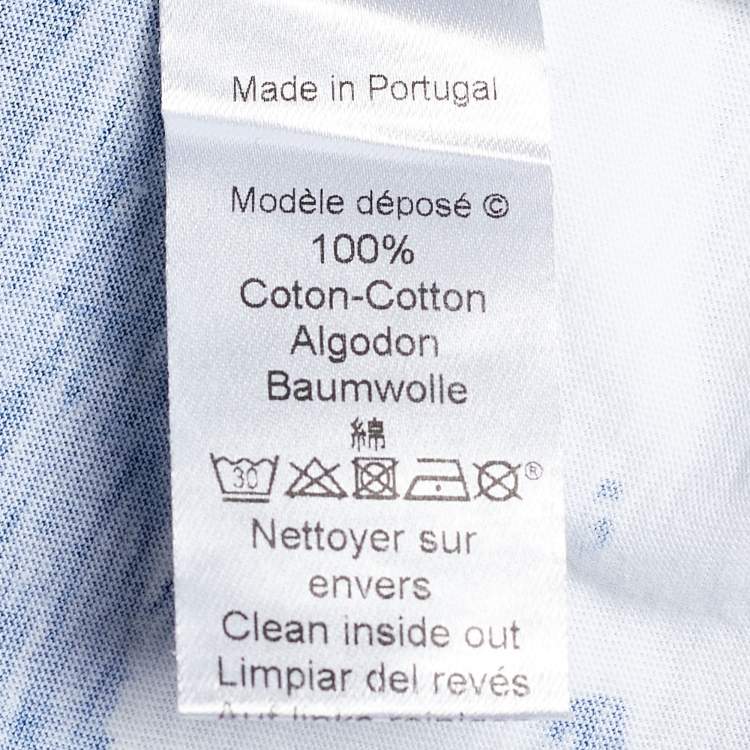 Made in Portugal
Modèle déposé ©
100%
Coton-Cotton
Algodon
Baumwolle
綿
30 ®
Nettoyer sur
envers
Clean inside out
Limpiar del revés